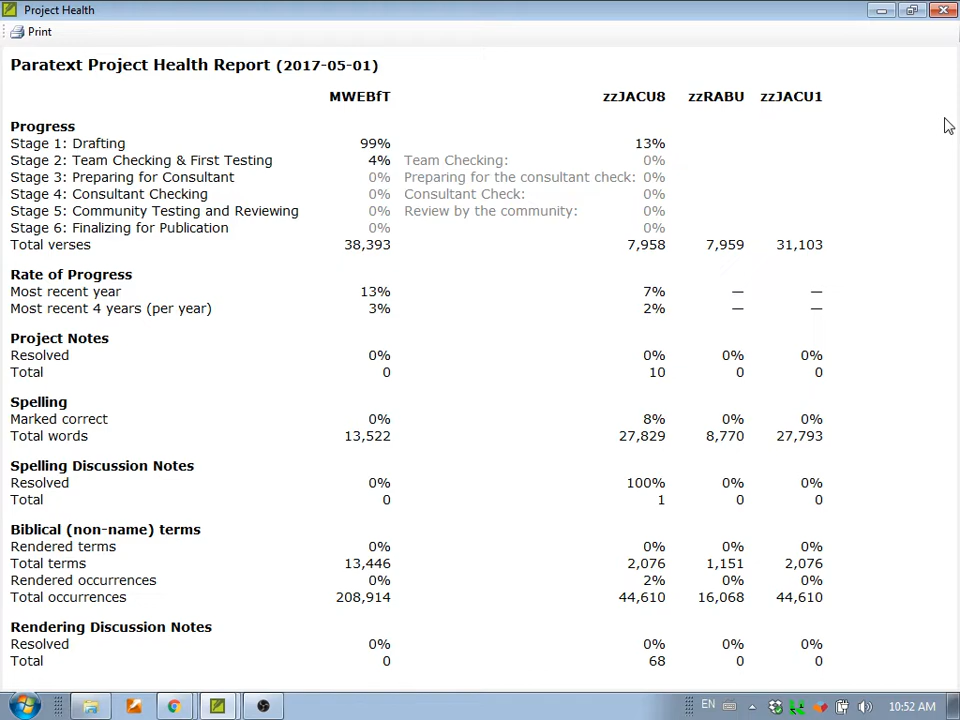 Project Health
Print
Paratext Project Health Report (2017-05-01)
MWEBfT zzJACU8 zzRABU zzJACU1
Progress
Stage 1: Drafting 99% 13%
Stage 2: Team Checking & First Testing 4% Team Checking: 0%
Stage 3: Preparing for Consultant 0% Preparing for the consultant check: 0%
Stage 4: Consultant Checking 0% Consultant Check: 0%
Stage 5: Community Testing and Reviewing 0% Review by the community: 0%
Stage 6: Finalizing for Publication 0% 0%
Total verses 38,393 7,958 7,959 31,103
Rate of Progress
Most recent year 13% 7% — —
Most recent 4 years (per year) 3% 2% — —
Project Notes
Resolved 0% 0% 0% 0%
Total 0 10 0 0
Spelling
Marked correct 0% 8% 0% 0%
Total words 13,522 27,829 8,770 27,793
Spelling Discussion Notes
Resolved 0% 100% 0% 0%
Total 0 1 0 0
Biblical (non-name) terms
Rendered terms 0% 0% 0% 0%
Total terms 13,446 2,076 1,151 2,076
Rendered occurrences 0% 2% 0% 0%
Total occurrences 208,914 44,610 16,068 44,610
Rendering Discussion Notes
Resolved 0% 0% 0% 0%
Total 0 68 0 0
EN 10:52 AM